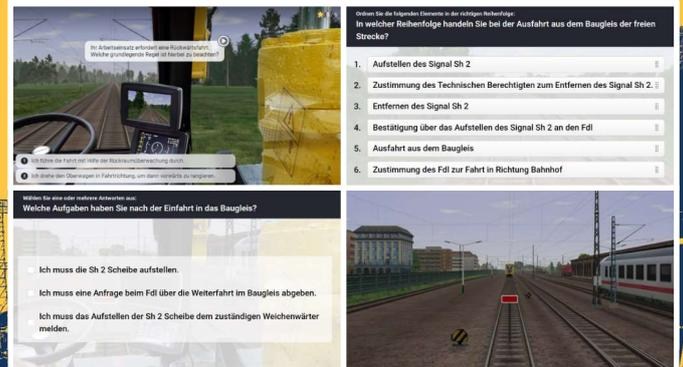 Ihr Arbeitseinsatz erfordert eine Rückwärtsfahrt.
Welche grundlegende Regel ist hierbei zu beachten?
1 Ich führe die Fahrt mit Hilfe der Rückraumüberwachung durch.
2 Ich drehe den Oberwagen in Fahrtrichtung, um dann vorwärts zu rangieren.
Ordnen Sie die folgenden Elemente in der richtigen Reihenfolge:
In welcher Reihenfolge handeln Sie bei der Ausfahrt aus dem Baugleis der freien
Strecke?
1. Aufstellen des Signal Sh 2
2. Zustimmung des Technischen Berechtigten zum Entfernen des Signal Sh 2.
3. Entfernen des Signal Sh 2
4. Bestätigung über das Aufstellen des Signal Sh 2 an den Fdl
5. Ausfahrt aus dem Baugleis
6. Zustimmung des Fdl zur Fahrt in Richtung Bahnhof
Wählen Sie eine oder mehrere Antworten aus:
Welche Aufgaben haben Sie nach der Einfahrt in das Baugleis?
Ich muss die Sh 2 Scheibe aufstellen.
Ich muss eine Anfrage beim Fdl über die Weiterfahrt im Baugleis abgeben.
Ich muss das Aufstellen der Sh 2 Scheibe dem zuständigen Weichenwärter
melden.